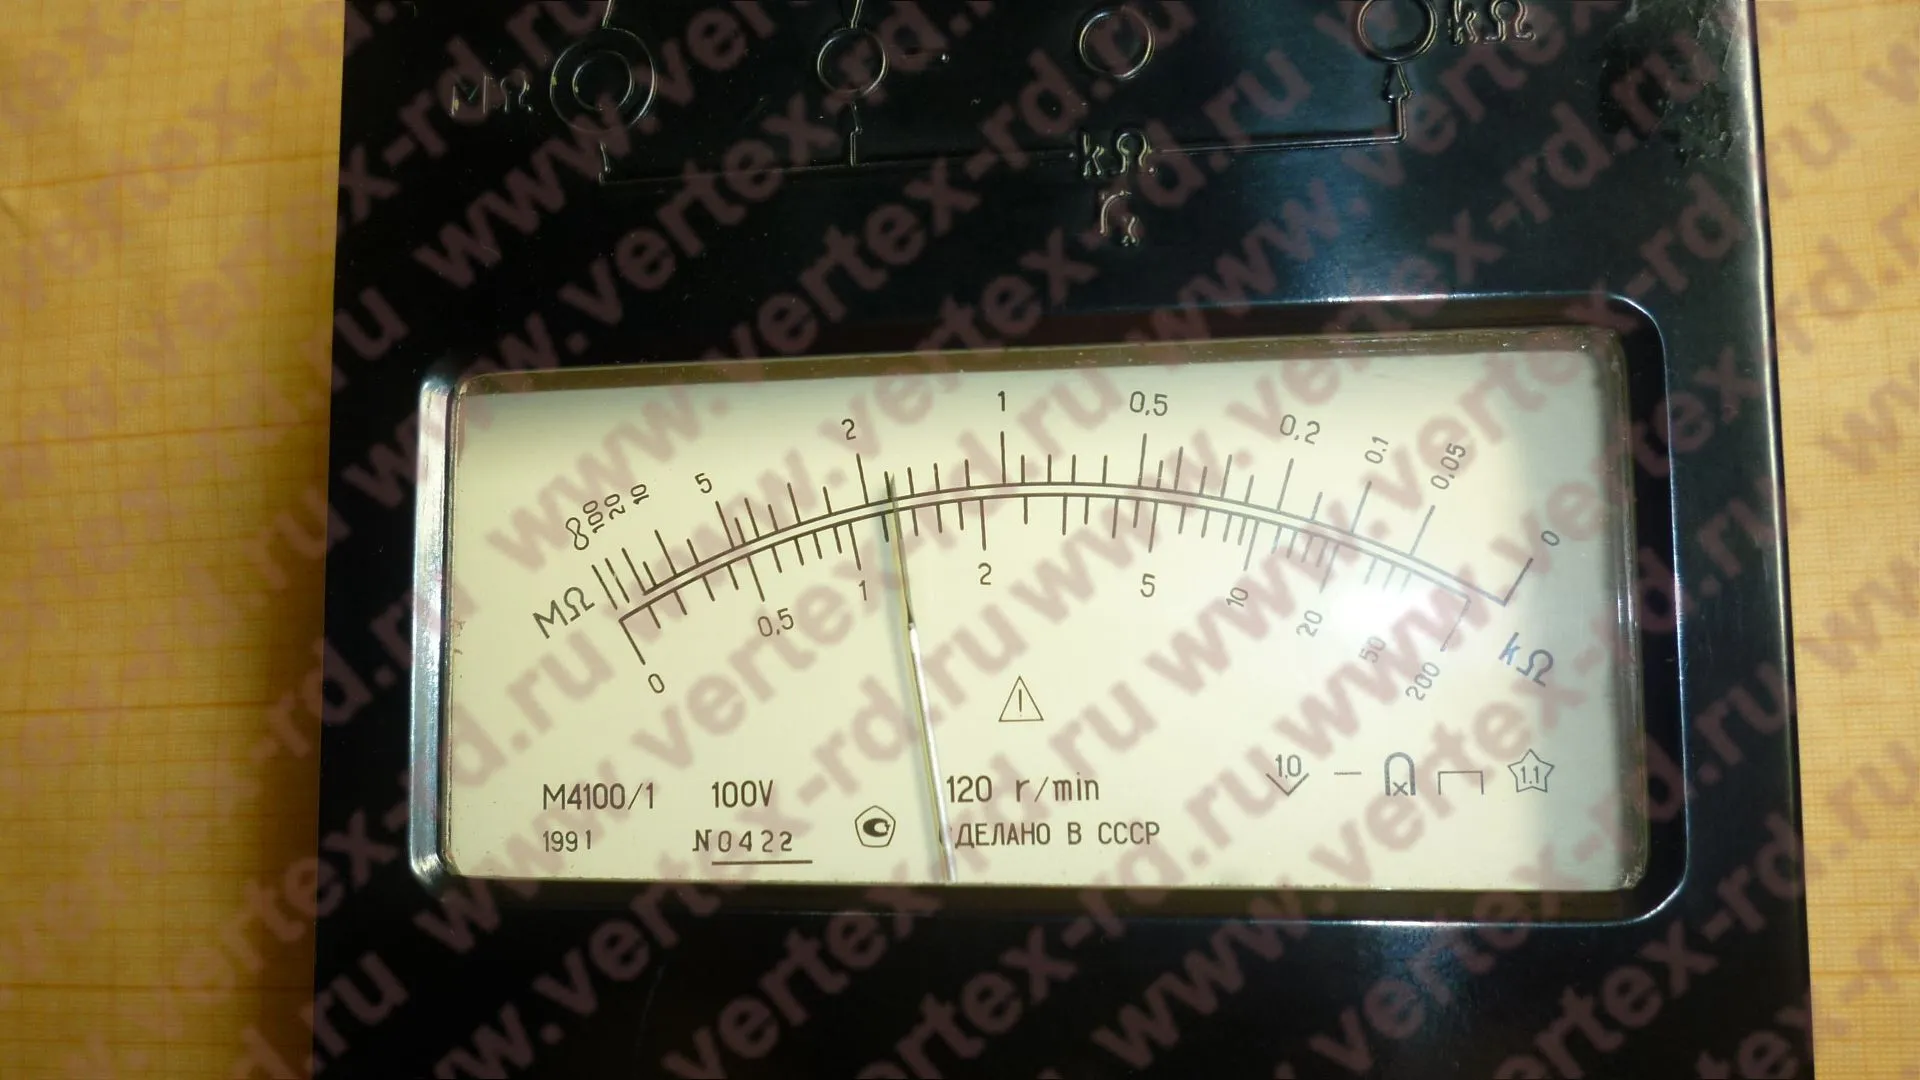 MΩ
kΩ
kΩ
rx
∞ 100 20 10 5 2 1 0,5 0,2 0,1 0,05 0
MΩ
0 0,5 1 2 5 10 20 50 200
kΩ
M4100/1 100V 120 r/min 1.0 1.1
1991 N0422 СДЕЛАНО В СССР
www.vertex-rd.ru